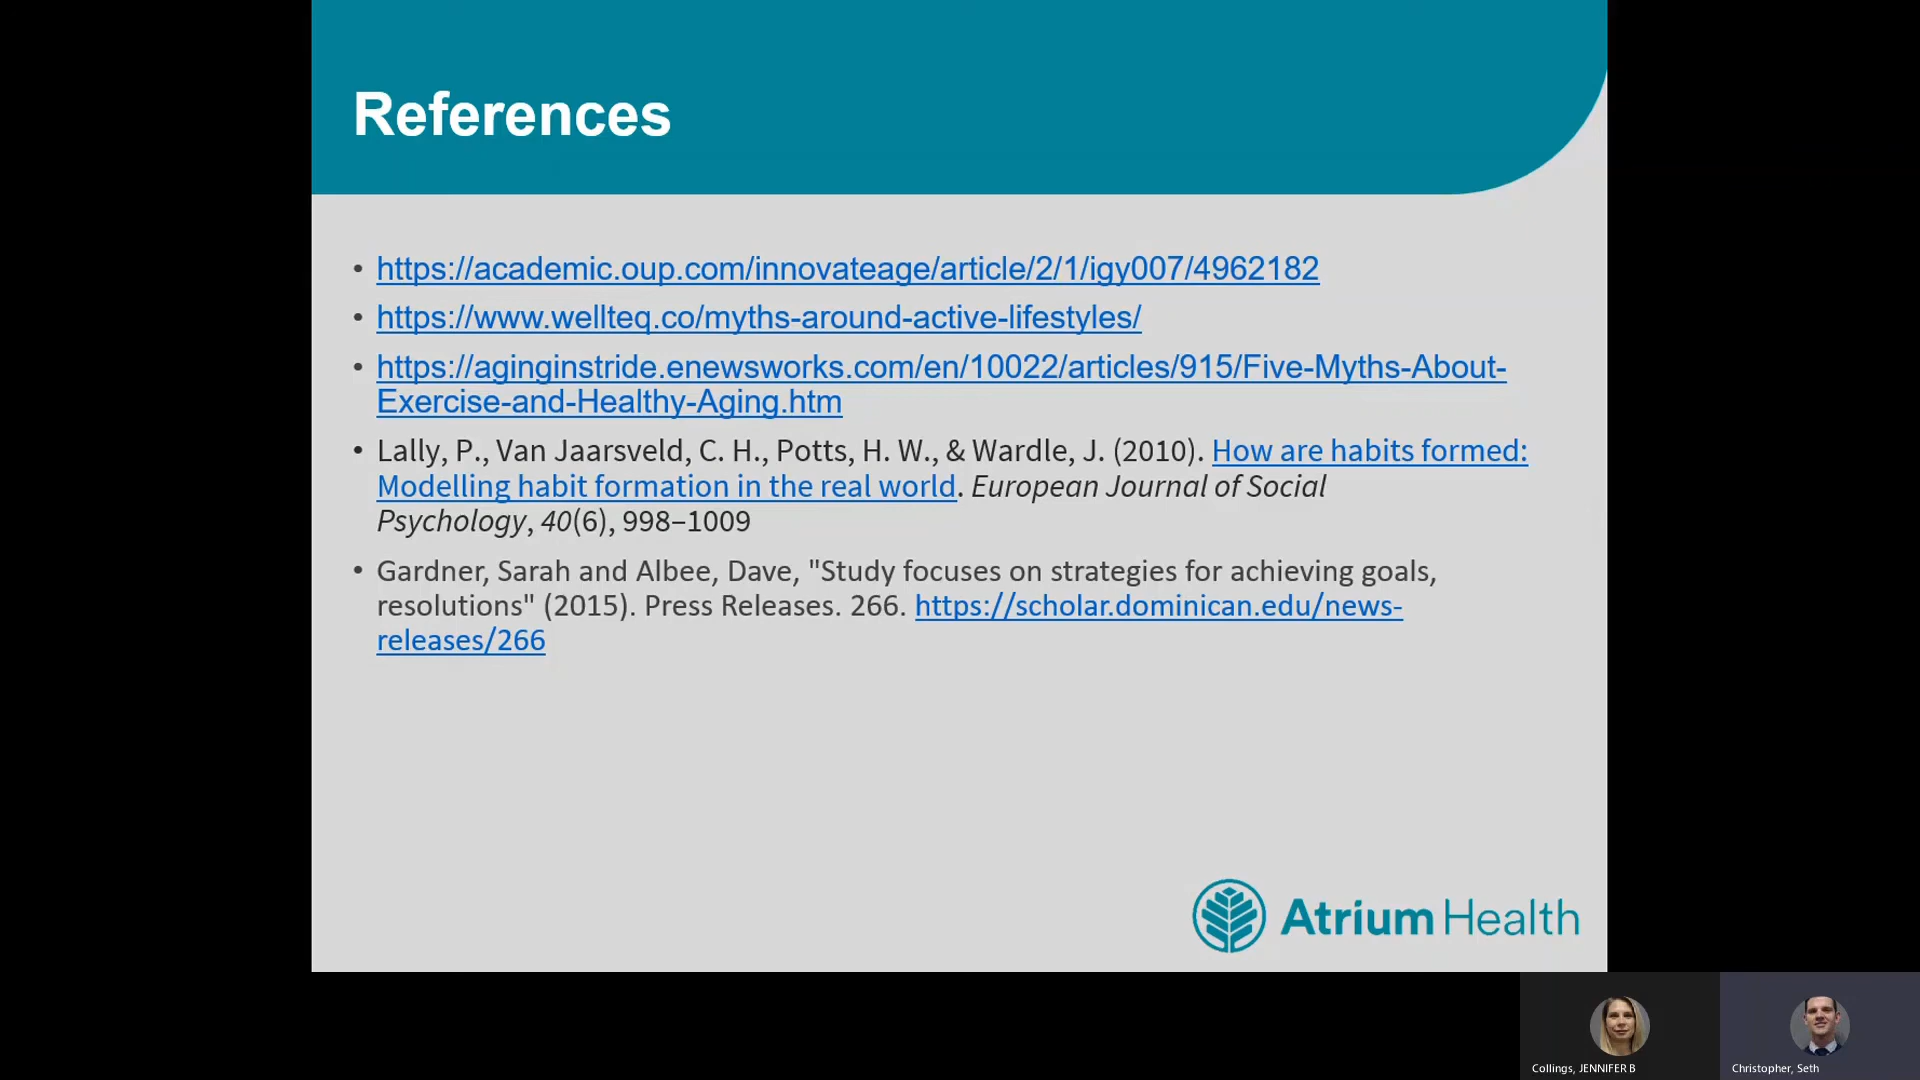 References
• https://academic.oup.com/innovateage/article/2/1/igy007/4962182
• https://www.wellteq.co/myths-around-active-lifestyles/
• https://aginginstride.enewsworks.com/en/10022/articles/915/Five-Myths-About-
Exercise-and-Healthy-Aging.htm
• Lally, P., Van Jaarsveld, C. H., Potts, H. W., & Wardle, J. (2010). How are habits formed:
Modelling habit formation in the real world. European Journal of Social
Psychology, 40(6), 998–1009
• Gardner, Sarah and Albee, Dave, "Study focuses on strategies for achieving goals,
resolutions" (2015). Press Releases. 266. https://scholar.dominican.edu/news-
releases/266
Atrium Health
Collings, JENNIFER B
Christopher, Seth